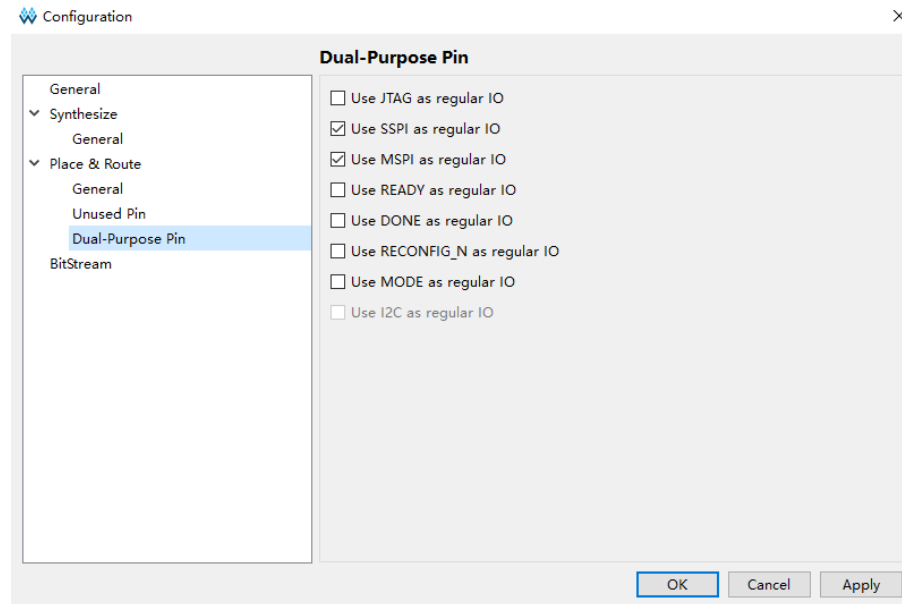 Configuration
Dual-Purpose Pin
General
Synthesize
General
Place & Route
General
Unused Pin
Dual-Purpose Pin
BitStream
Use JTAG as regular IO
Use SSPI as regular IO
Use MSPI as regular IO
Use READY as regular IO
Use DONE as regular IO
Use RECONFIG_N as regular IO
Use MODE as regular IO
Use I2C as regular IO
OK
Cancel
Apply